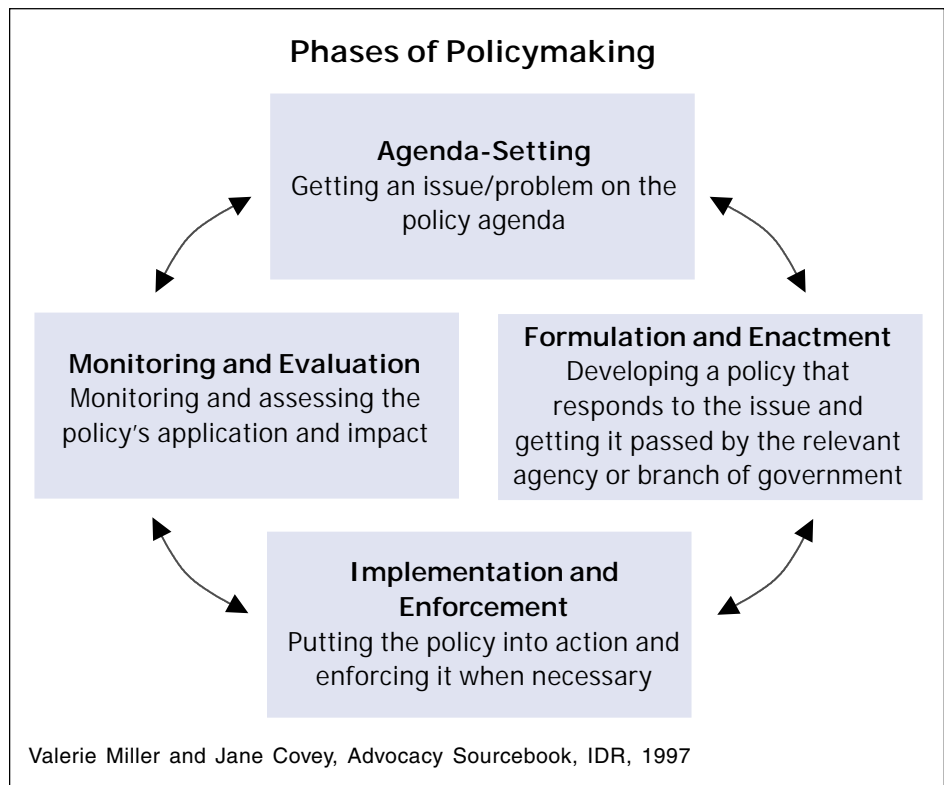 Phases of Policymaking
Agenda-Setting
Getting an issue/problem on the
policy agenda
Monitoring and Evaluation
Monitoring and assessing the
policy's application and impact
Formulation and Enactment
Developing a policy that
responds to the issue and
getting it passed by the relevant
agency or branch of government
Implementation and
Enforcement
Putting the policy into action and
enforcing it when necessary
Valerie Miller and Jane Covey, Advocacy Sourcebook, IDR, 1997